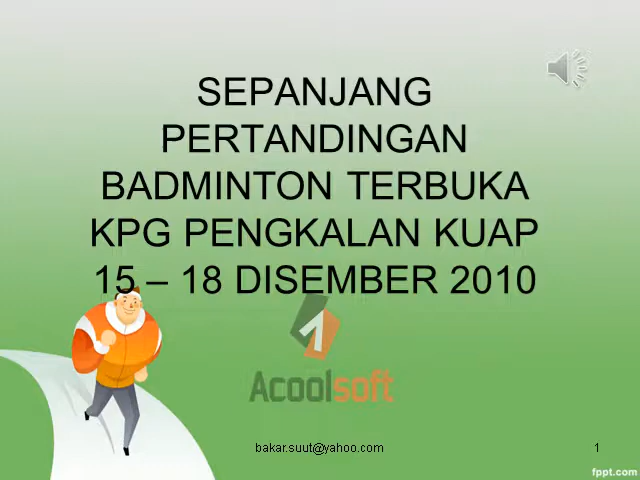 SEPANJANG
PERTANDINGAN
BADMINTON TERBUKA
KPG PENGKALAN KUAP
15 – 18 DISEMBER 2010
1
Acoolsoft
bakar.suut@yahoo.com
1
fppt.com